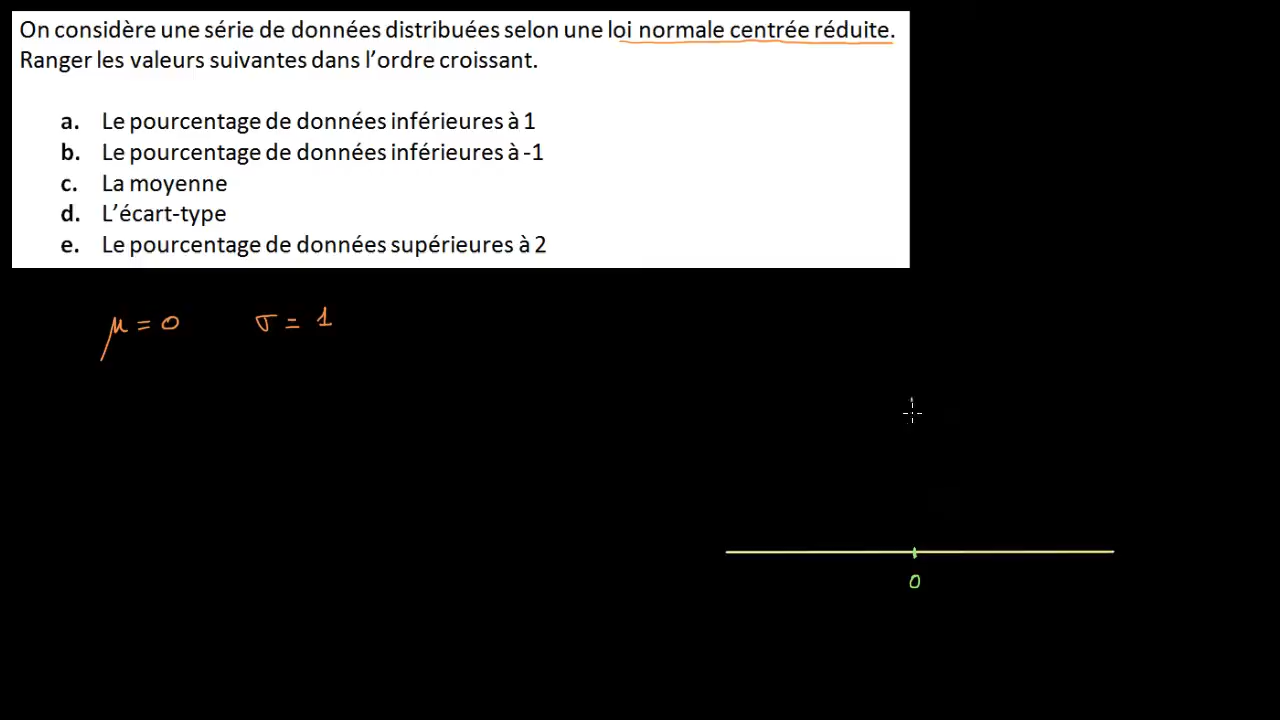 On considère une série de données distribuées selon une loi normale centrée réduite.
Ranger les valeurs suivantes dans l’ordre croissant.
a. Le pourcentage de données inférieures à 1
b. Le pourcentage de données inférieures à -1
c. La moyenne
d. L’écart-type
e. Le pourcentage de données supérieures à 2
μ = 0 σ = 1
0